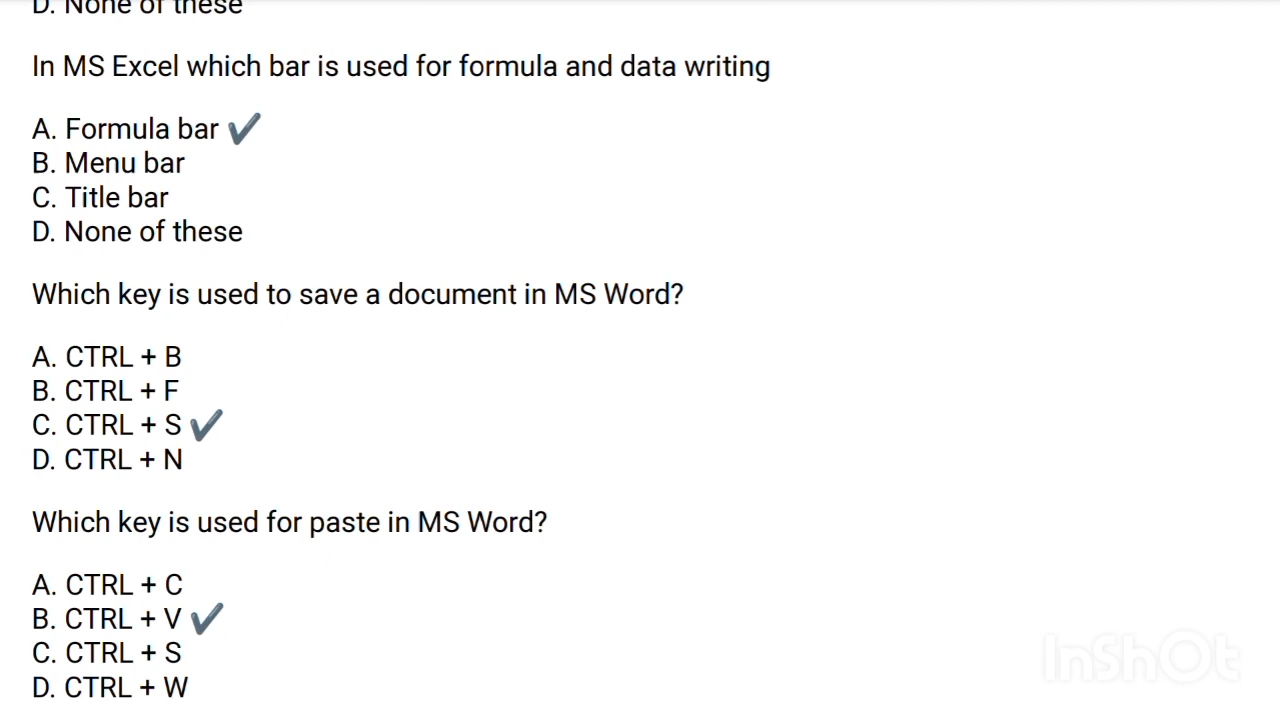 D. None of these
In MS Excel which bar is used for formula and data writing
A. Formula bar ✔
B. Menu bar
C. Title bar
D. None of these
Which key is used to save a document in MS Word?
A. CTRL + B
B. CTRL + F
C. CTRL + S ✔
D. CTRL + N
Which key is used for paste in MS Word?
A. CTRL + C
B. CTRL + V ✔
C. CTRL + S
D. CTRL + W
InShOt